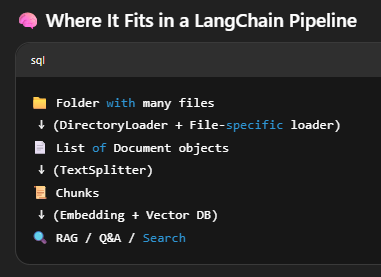 🧠 Where It Fits in a LangChain Pipeline
sql
📁 Folder with many files
↓ (DirectoryLoader + File-specific loader)
📄 List of Document objects
↓ (TextSplitter)
📜 Chunks
↓ (Embedding + Vector DB)
🔍 RAG / Q&A / Search